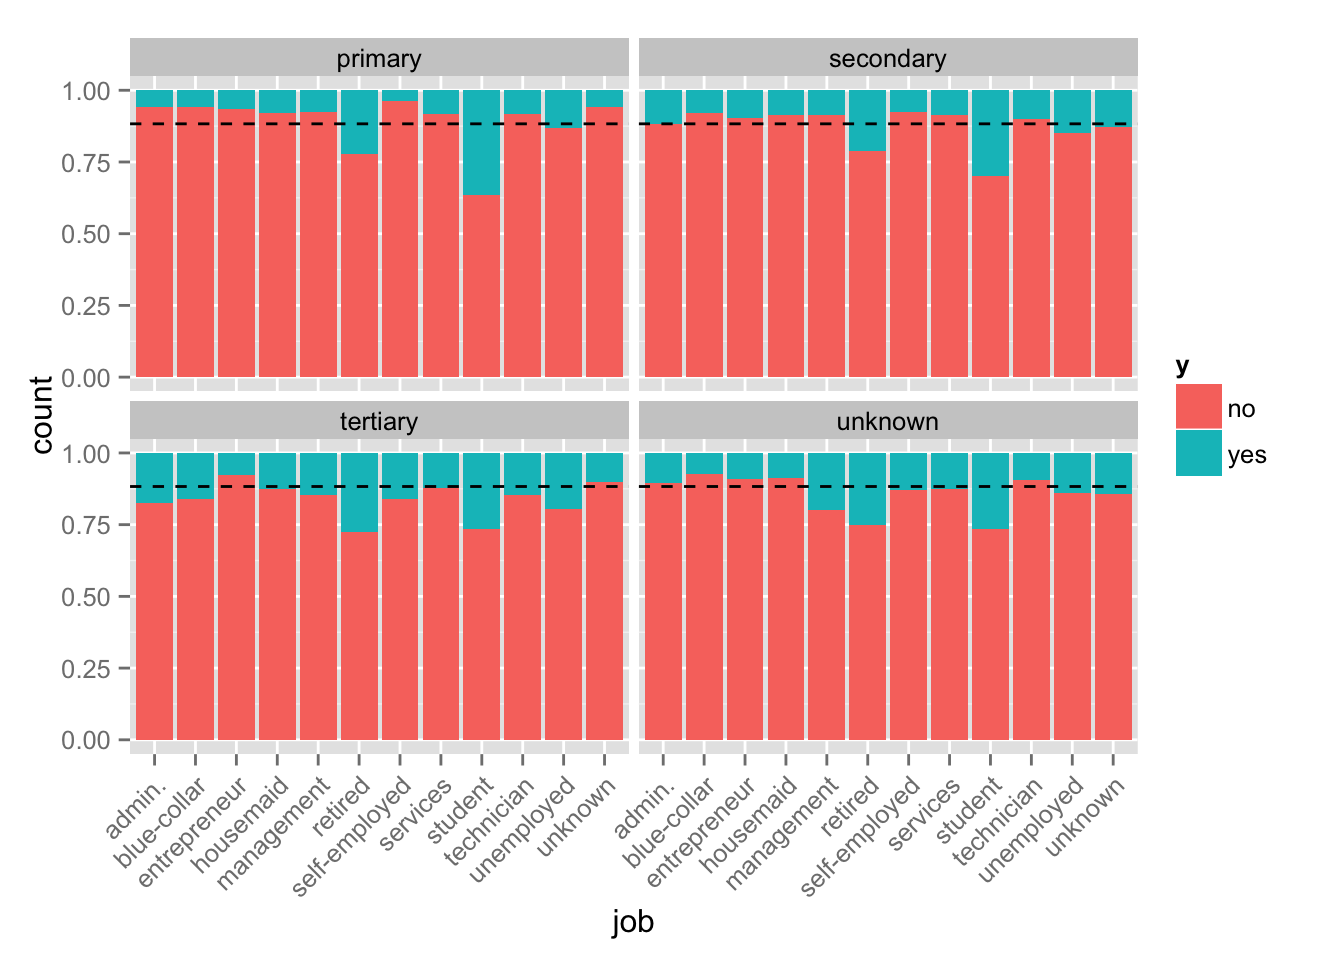 primary
secondary
1.00
0.75
0.50
0.25
0.00
tertiary
unknown
1.00
0.75
0.50
0.25
0.00
count
admin.
blue-collar
entrepreneur
housemaid
management
retired
self-employed
services
student
technician
unemployed
unknown
admin.
blue-collar
entrepreneur
housemaid
management
retired
self-employed
services
student
technician
unemployed
unknown
job
y
no
yes